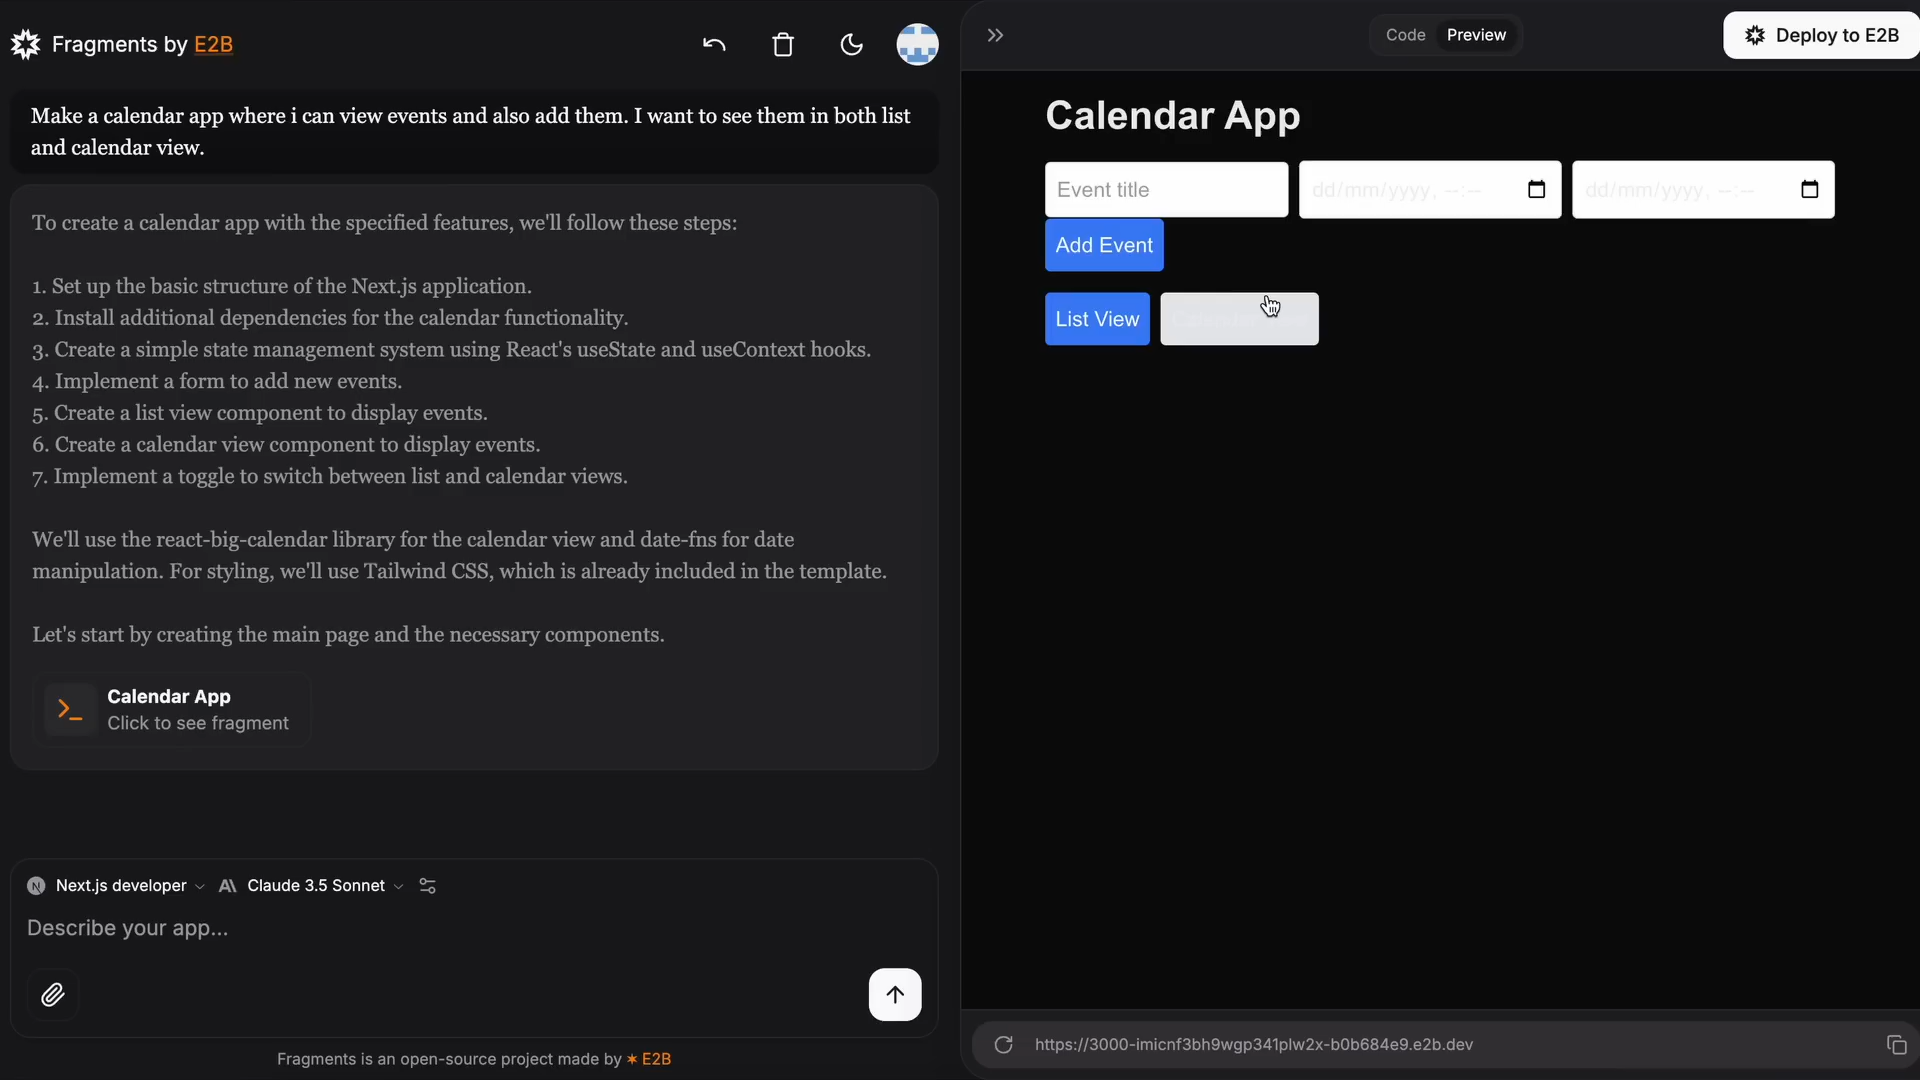 Fragments by E2B
Make a calendar app where i can view events and also add them. I want to see them in both list
and calendar view.
To create a calendar app with the specified features, we'll follow these steps:
1. Set up the basic structure of the Next.js application.
2. Install additional dependencies for the calendar functionality.
3. Create a simple state management system using React's useState and useContext hooks.
4. Implement a form to add new events.
5. Create a list view component to display events.
6. Create a calendar view component to display events.
7. Implement a toggle to switch between list and calendar views.
We'll use the react-big-calendar library for the calendar view and date-fns for date
manipulation. For styling, we'll use Tailwind CSS, which is already included in the template.
Let's start by creating the main page and the necessary components.
Calendar App
Click to see fragment
N Next.js developer A\ Claude 3.5 Sonnet
Describe your app...
Fragments is an open-source project made by ✶ E2B
Code Preview
Deploy to E2B
Calendar App
Event title dd/mm/yyyy, --:-- dd/mm/yyyy, --:--
Add Event
List View
https://3000-imicnf3bh9wgp341plw2x-b0b684e9.e2b.dev